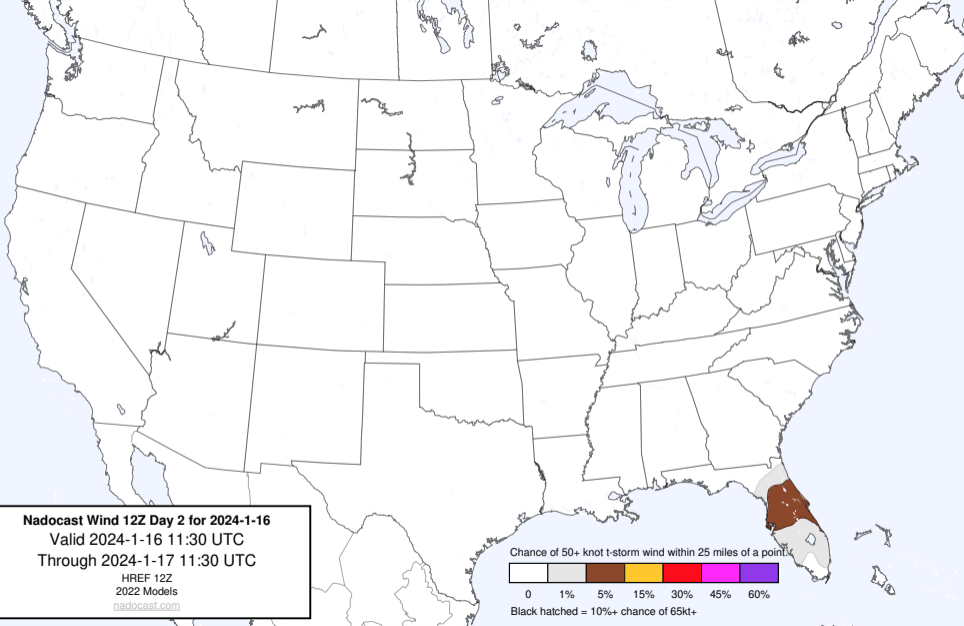 Nadocast Wind 12Z Day 2 for 2024-1-16
Valid 2024-1-16 11:30 UTC
Through 2024-1-17 11:30 UTC
HREF 12Z
2022 Models
nadocast.com
Chance of 50+ knot t-storm wind within 25 miles of a point.
0 1% 5% 15% 30% 45% 60%
Black hatched = 10%+ chance of 65kt+